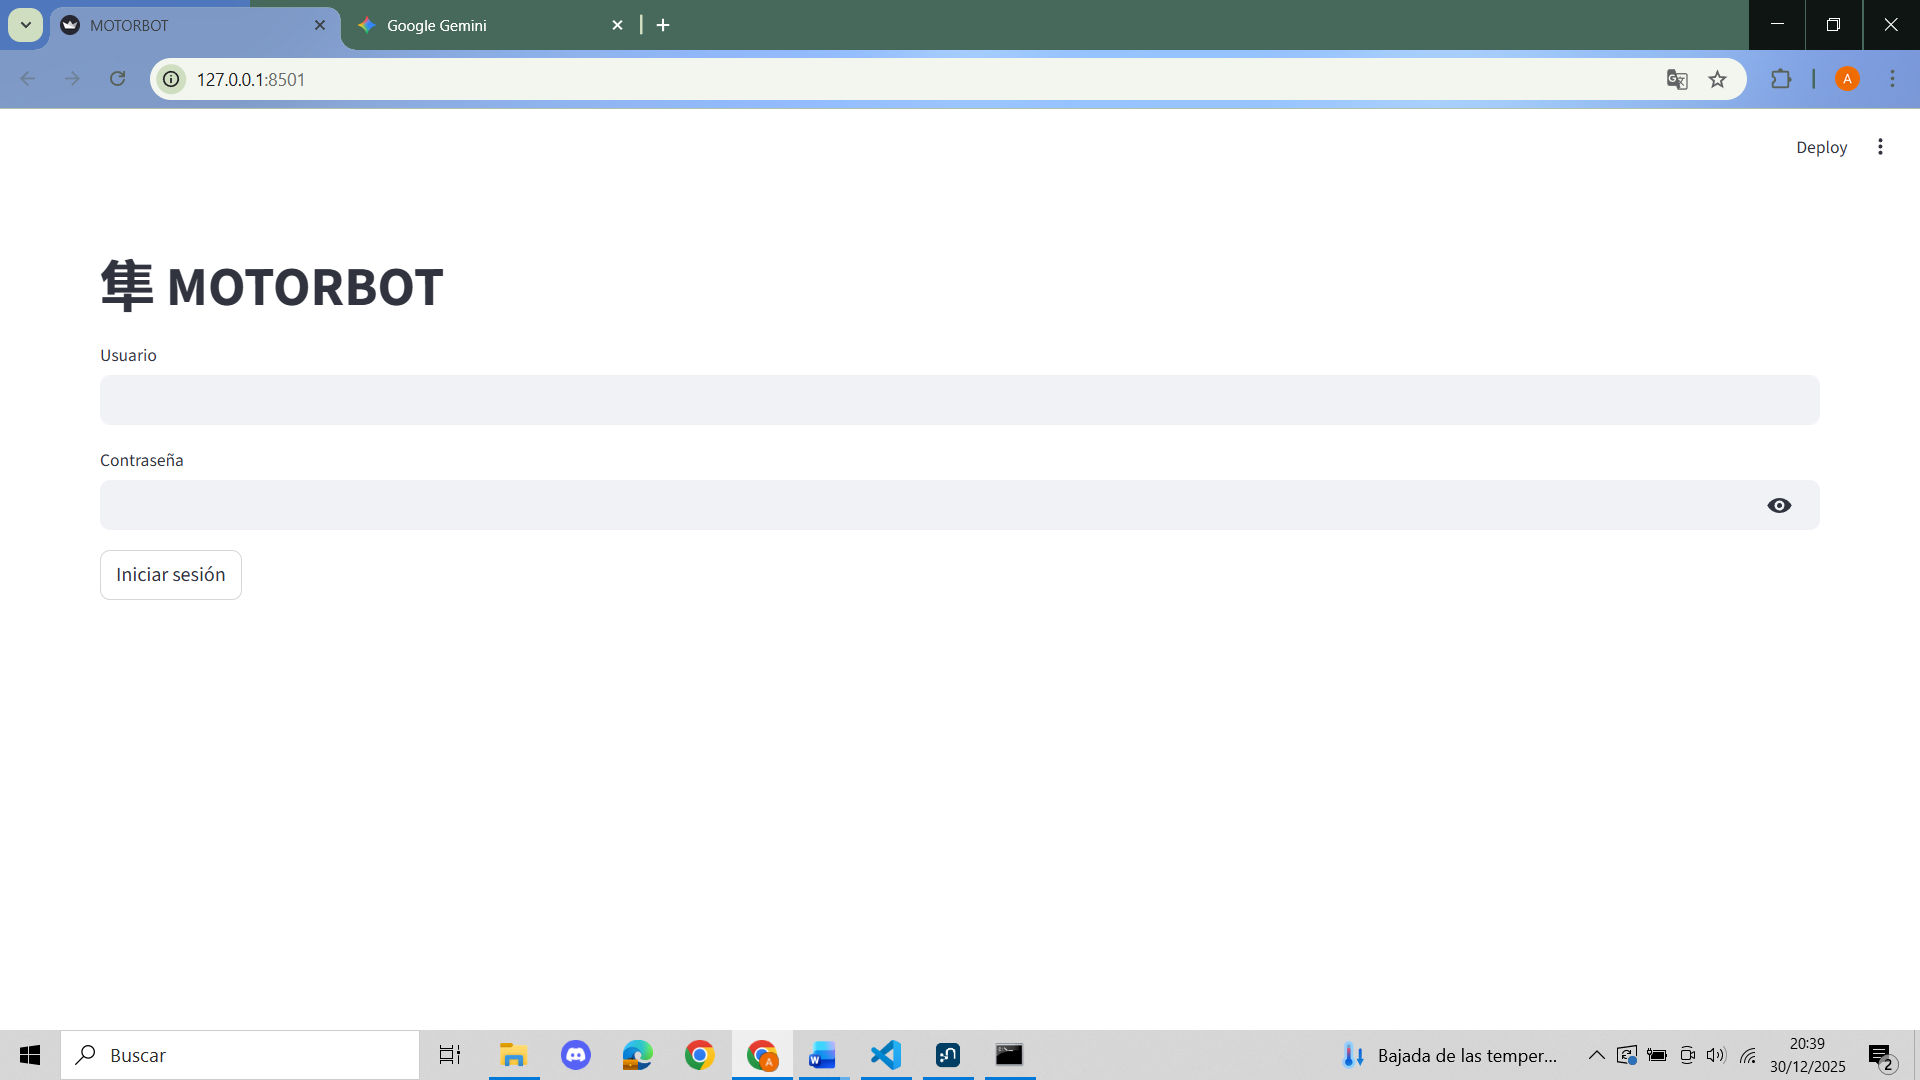 MOTORBOT
Google Gemini
127.0.0.1:8501
A
Deploy
隼 MOTORBOT
Usuario
Contraseña
Iniciar sesión
Buscar
Bajada de las temper...
20:39
30/12/2025
2